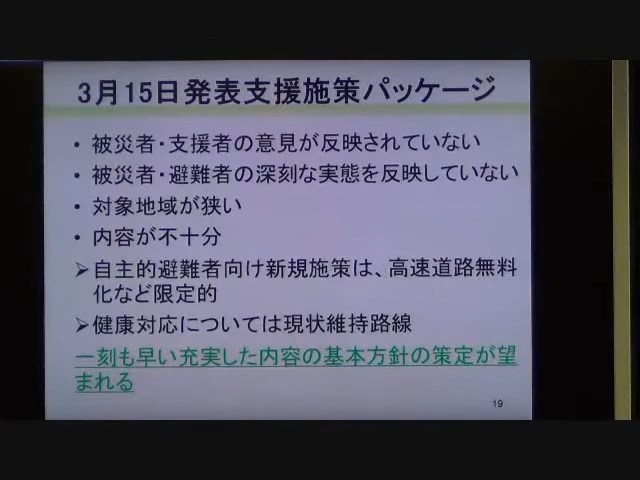 3月15日発表支援施策パッケージ
・ 被災者・支援者の意見が反映されていない
・ 被災者・避難者の深刻な実態を反映していない
・ 対象地域が狭い
・ 内容が不十分
➢自主的避難者向け新規施策は、高速道路無料
化など限定的
➢健康対応については現状維持路線
一刻も早い充実した内容の基本方針の策定が望
まれる
19